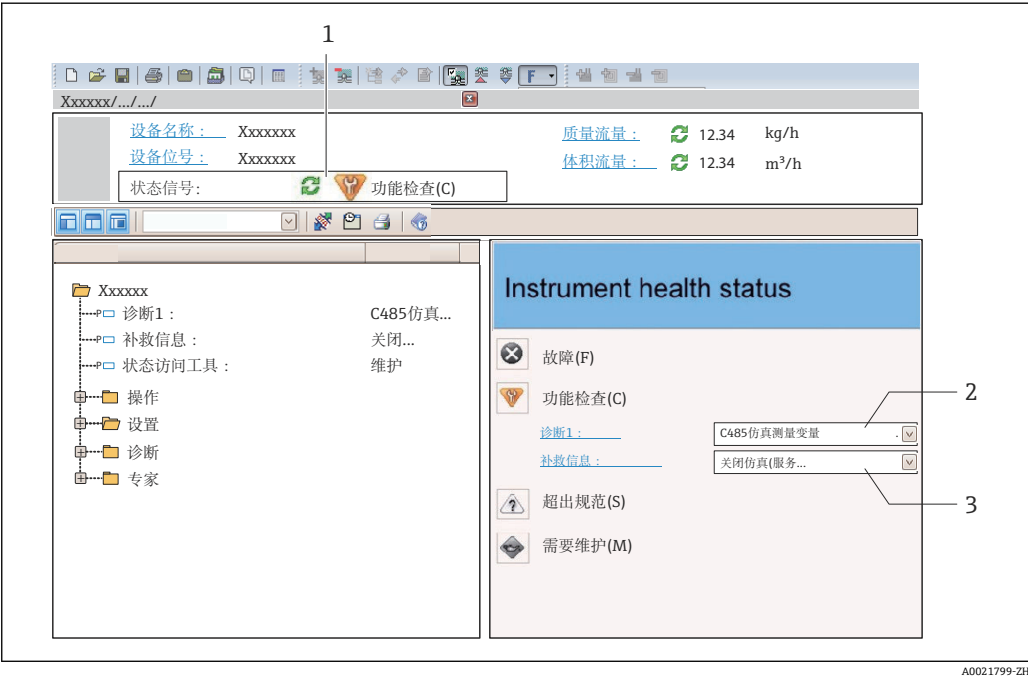 1
F
Xxxxxx/.../.../
设备名称： Xxxxxxx
质量流量： 12.34 kg/h
设备位号： Xxxxxxx
体积流量： 12.34 m³/h
状态信号: 功能检查(C)
Xxxxxx
诊断1： C485仿真...
补救信息： 关闭...
状态访问工具： 维护
操作
设置
诊断
专家
Instrument health status
故障(F)
功能检查(C)
2
诊断1： C485仿真测量变量 .
补救信息： 关闭仿真(服务...
3
超出规范(S)
需要维护(M)
A0021799-ZH